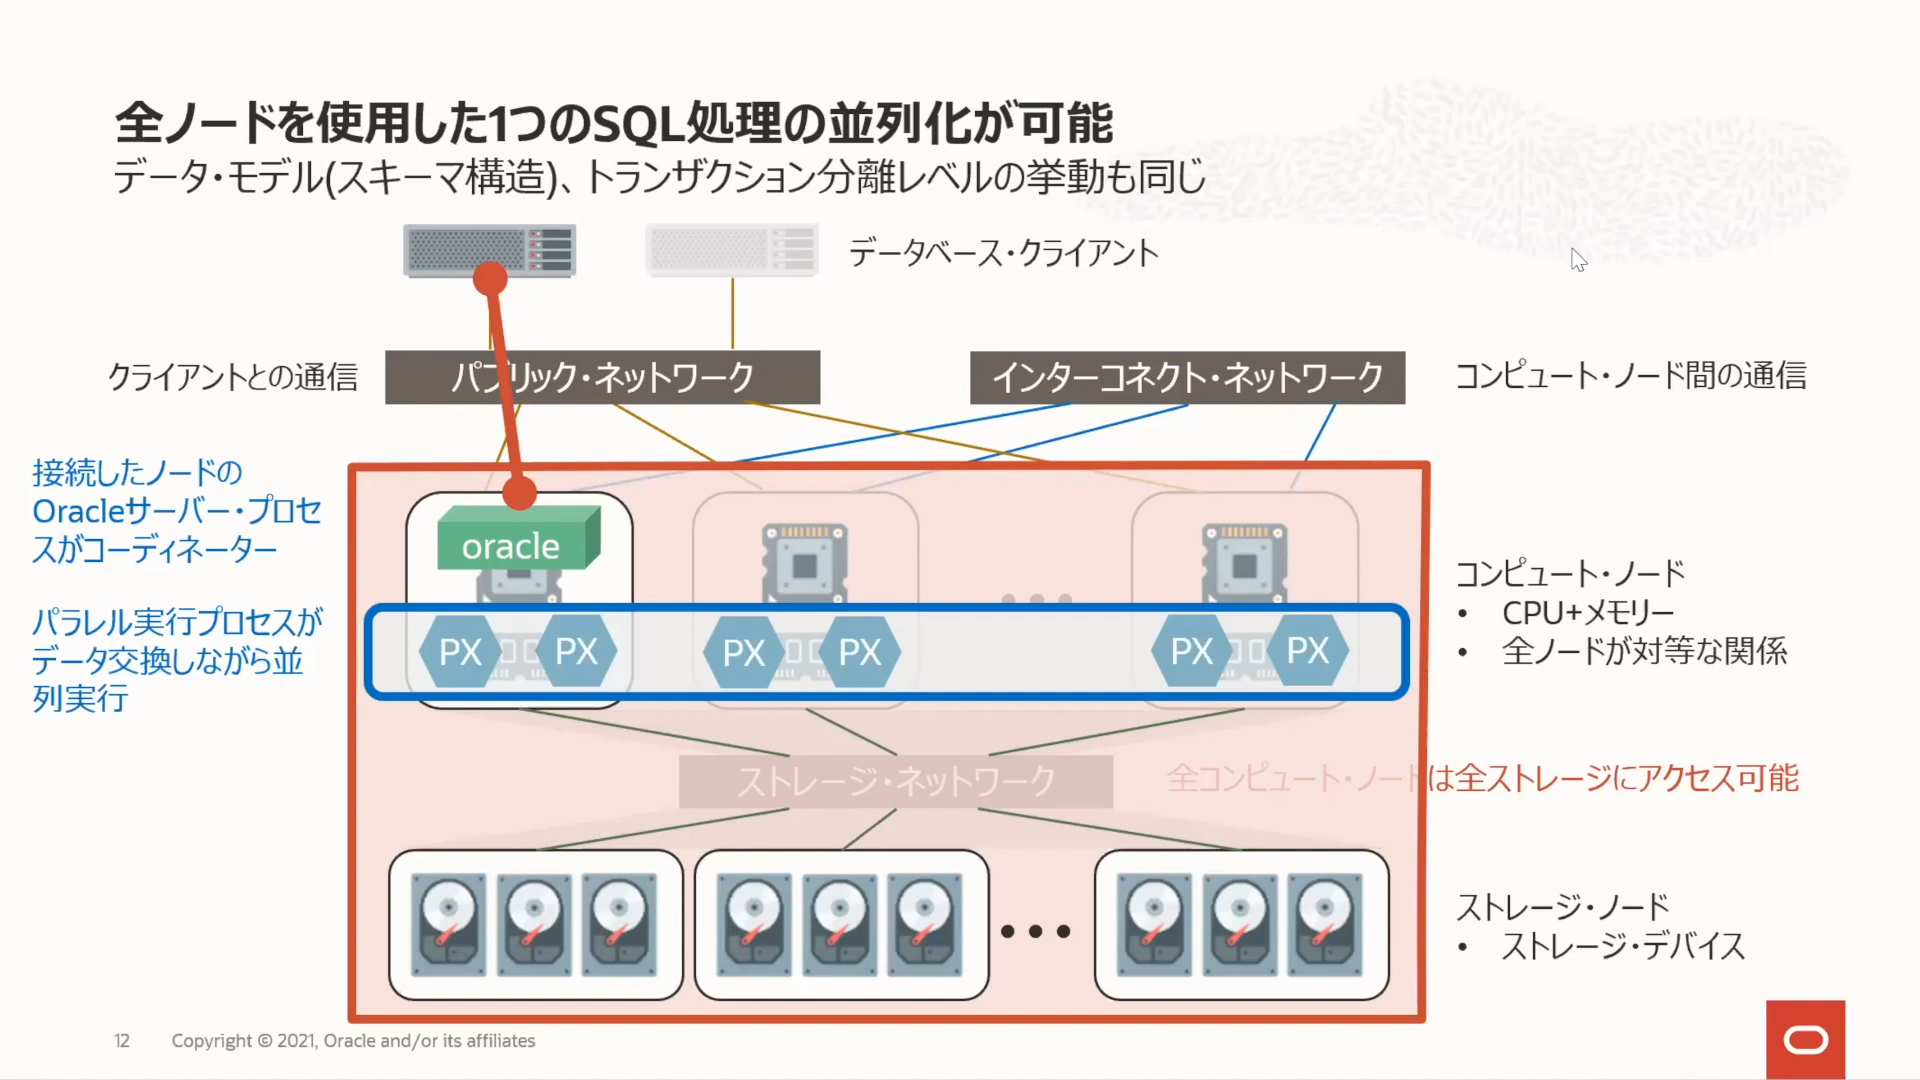 全ノードを使用した1つのSQL処理の並列化が可能
データ・モデル(スキーマ構造)、トランザクション分離レベルの挙動も同じ
データベース・クライアント
クライアントとの通信
パブリック・ネットワーク
インターコネクト・ネットワーク
コンピュート・ノード間の通信
接続したノードの
Oracleサーバー・プロセ
スがコーディネーター
oracle
パラレル実行プロセスが
データ交換しながら並
列実行
PX PX PX PX PX PX
コンピュート・ノード
• CPU+メモリー
• 全ノードが対等な関係
ストレージ・ネットワーク
全コンピュート・ノードは全ストレージにアクセス可能
ストレージ・ノード
• ストレージ・デバイス
12 Copyright © 2021, Oracle and/or its affiliates